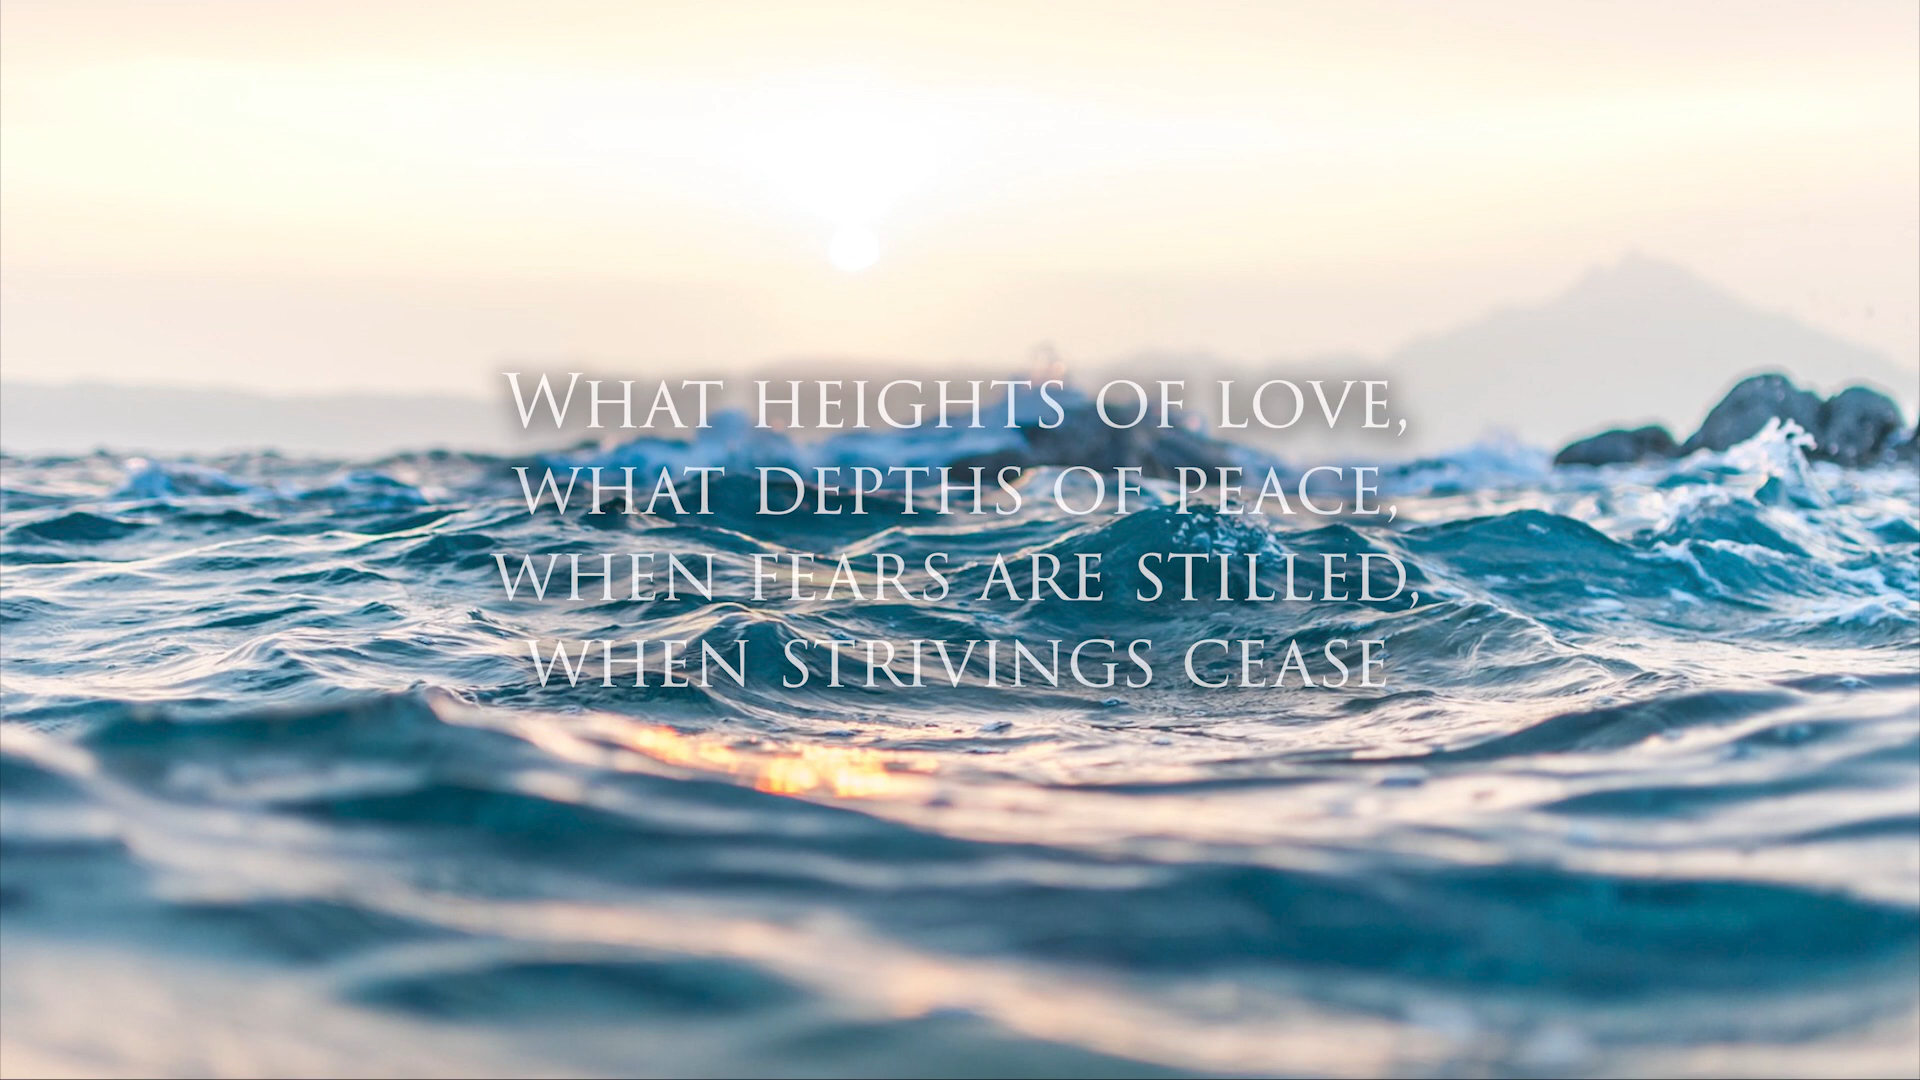 What heights of love,
what depths of peace,
when fears are stilled,
when strivings cease